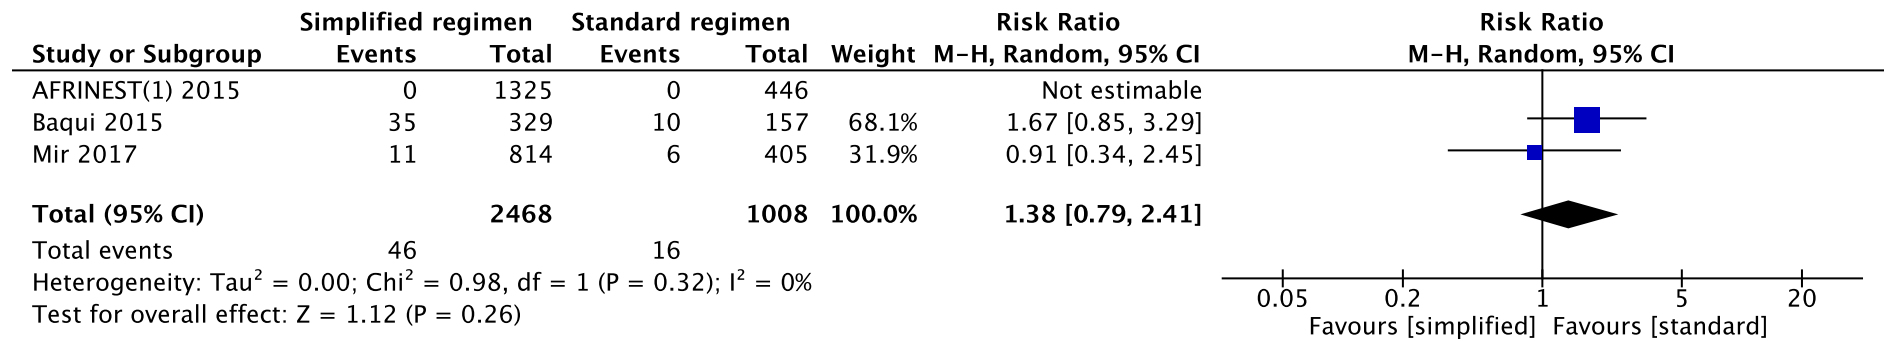 Simplified regimen Standard regimen Risk Ratio Risk Ratio
Study or Subgroup Events Total Events Total Weight M-H, Random, 95% CI M-H, Random, 95% CI
AFRINEST(1) 2015 0 1325 0 446 Not estimable
Baqui 2015 35 329 10 157 68.1% 1.67 [0.85, 3.29]
Mir 2017 11 814 6 405 31.9% 0.91 [0.34, 2.45]
Total (95% CI) 2468 1008 100.0% 1.38 [0.79, 2.41]
Total events 46 16
Heterogeneity: Tau² = 0.00; Chi² = 0.98, df = 1 (P = 0.32); I² = 0%
Test for overall effect: Z = 1.12 (P = 0.26)
0.05 0.2 1 5 20
Favours [simplified] Favours [standard]